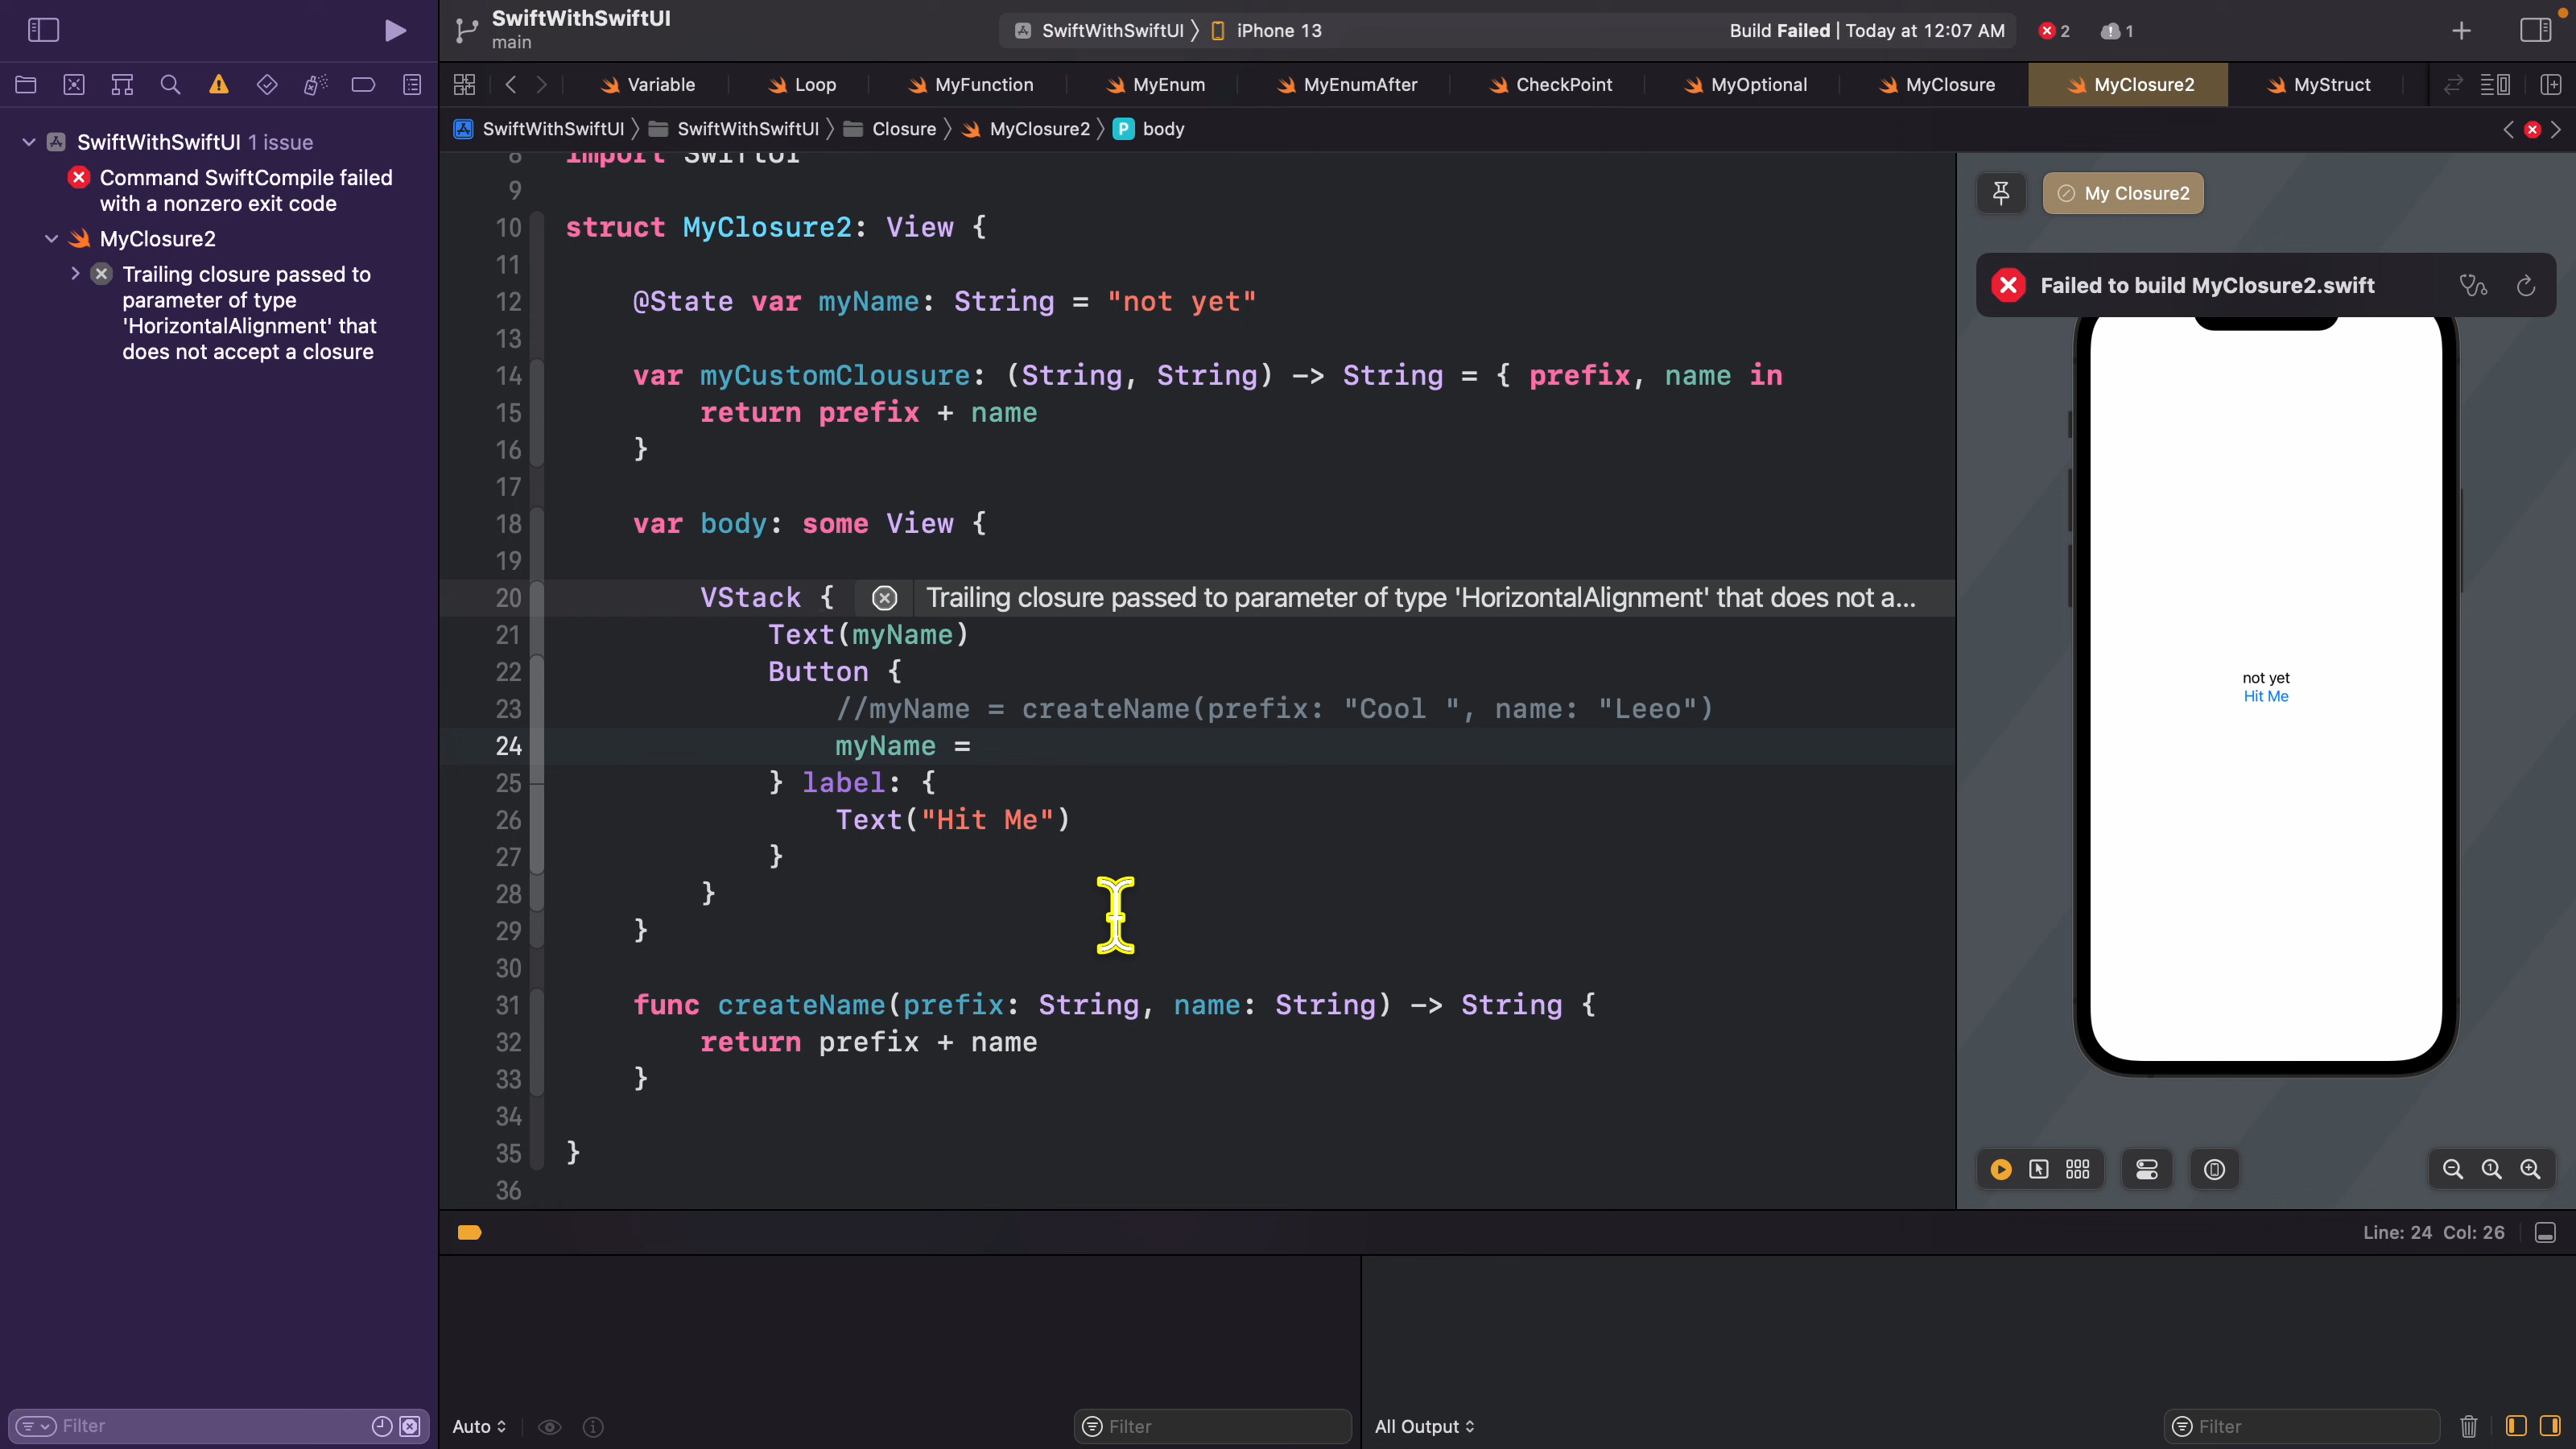 SwiftWithSwiftUI
main
SwiftWithSwiftUI 〉 iPhone 13
Build Failed | Today at 12:07 AM
2
1
Variable
Loop
MyFunction
MyEnum
MyEnumAfter
CheckPoint
MyOptional
MyClosure
MyClosure2
MyStruct
SwiftWithSwiftUI 〉 SwiftWithSwiftUI 〉 Closure 〉 MyClosure2 〉 P body
SwiftWithSwiftUI 1 issue
Command SwiftCompile failed
with a nonzero exit code
MyClosure2
Trailing closure passed to
parameter of type
'HorizontalAlignment' that
does not accept a closure
8 import SwiftUI
9
10 struct MyClosure2: View {
11
12 @State var myName: String = "not yet"
13
14 var myCustomClousure: (String, String) -> String = { prefix, name in
15 return prefix + name
16 }
17
18 var body: some View {
19
20 VStack { Trailing closure passed to parameter of type 'HorizontalAlignment' that does not a...
21 Text(myName)
22 Button {
23 //myName = createName(prefix: "Cool ", name: "Leeo")
24 myName =
25 } label: {
26 Text("Hit Me")
27 }
28 }
29 }
30
31 func createName(prefix: String, name: String) -> String {
32 return prefix + name
33 }
34
35 }
36
My Closure2
Failed to build MyClosure2.swift
not yet
Hit Me
Line: 24 Col: 26
Filter
Auto
Filter
All Output
Filter